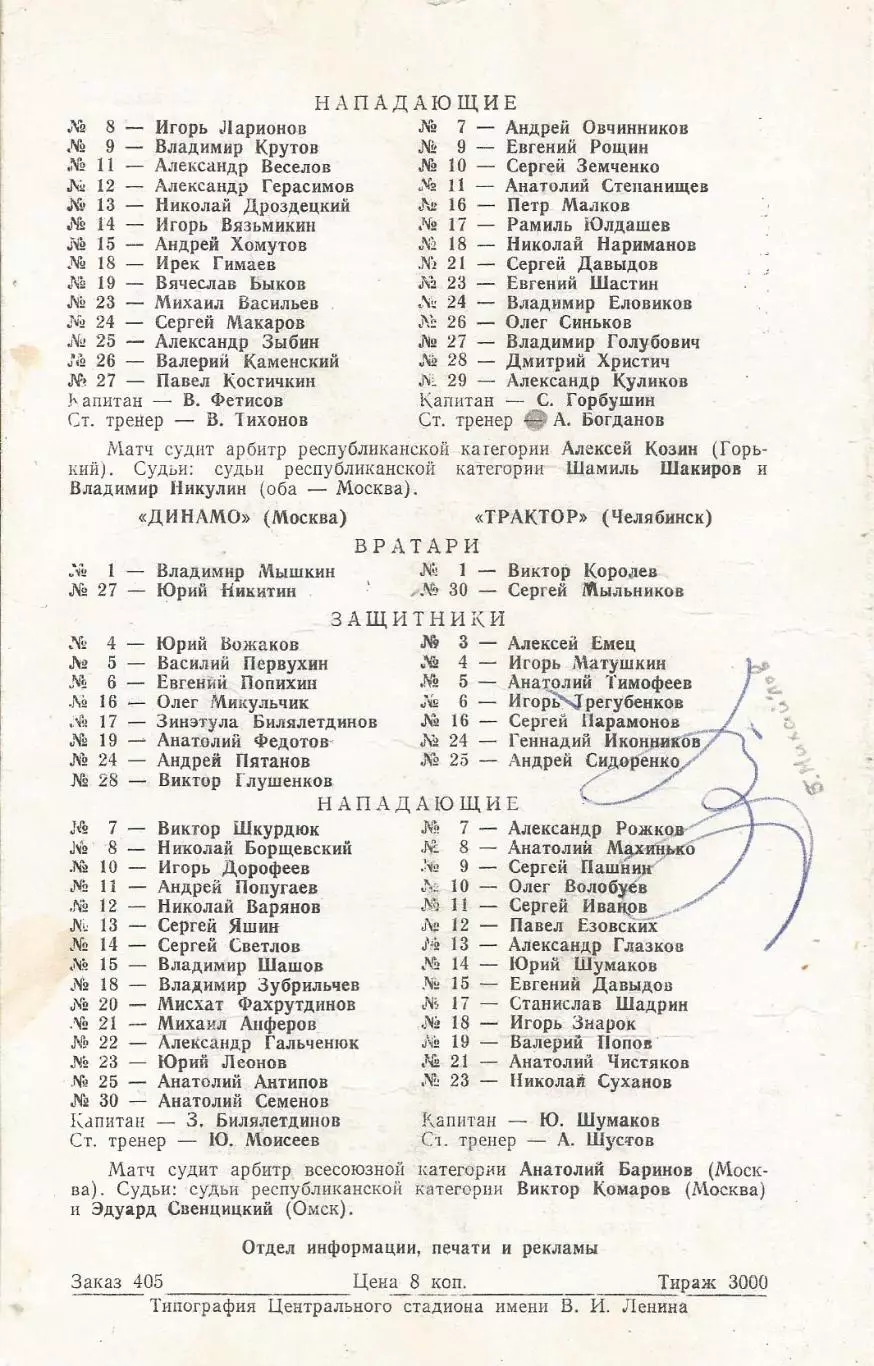 НАПАДАЮЩИЕ
№ 8 — Игорь Ларионов № 7 — Андрей Овчинников
№ 9 — Владимир Крутов № 9 — Евгений Рощин
№ 11 — Александр Веселов № 10 — Сергей Земченко
№ 12 — Александр Герасимов № 11 — Анатолий Степанищев
№ 13 — Николай Дроздецкий № 16 — Петр Малков
№ 14 — Игорь Вязьмикин № 17 — Рамиль Юлдашев
№ 15 — Андрей Хомутов № 18 — Николай Нариманов
№ 18 — Ирек Гимаев № 21 — Сергей Давыдов
№ 19 — Вячеслав Быков № 23 — Евгений Шастин
№ 23 — Михаил Васильев № 24 — Владимир Еловиков
№ 24 — Сергей Макаров № 26 — Олег Синьков
№ 25 — Александр Зыбин № 27 — Владимир Голубович
№ 26 — Валерий Каменский № 28 — Дмитрий Христич
№ 27 — Павел Костичкин № 29 — Александр Куликов
Капитан — В. Фетисов Капитан — С. Горбушин
Ст. тренер — В. Тихонов Ст. тренер — А. Богданов
Матч судит арбитр республиканской категории Алексей Козин (Горь-
кий). Судьи: судьи республиканской категории Шамиль Шакиров и
Владимир Никулин (оба — Москва).
«ДИНАМО» (Москва) «ТРАКТОР» (Челябинск)
ВРАТАРИ
№ 1 — Владимир Мышкин № 1 — Виктор Королев
№ 27 — Юрий Никитин № 30 — Сергей Мыльников
ЗАЩИТНИКИ
№ 4 — Юрий Вожаков № 3 — Алексей Емец
№ 5 — Василий Первухин № 4 — Игорь Матушкин
№ 6 — Евгений Попихин № 5 — Анатолий Тимофеев
№ 16 — Олег Микульчик № 6 — Игорь Трегубенков
№ 17 — Зинэтула Билялетдинов № 16 — Сергей Парамонов
№ 19 — Анатолий Федотов № 24 — Геннадий Иконников
№ 24 — Андрей Пятанов № 25 — Андрей Сидоренко
№ 28 — Виктор Глушенков
НАПАДАЮЩИЕ
№ 7 — Виктор Шкурдюк № 7 — Александр Рожков
№ 8 — Николай Борщевский № 8 — Анатолий Махинько
№ 10 — Игорь Дорофеев № 9 — Сергей Пашнин
№ 11 — Андрей Попугаев № 10 — Олег Волобуев
№ 12 — Николай Варянов № 11 — Сергей Иванов
№ 13 — Сергей Яшин № 12 — Павел Езовских
№ 14 — Сергей Светлов № 13 — Александр Глазков
№ 15 — Владимир Шашов № 14 — Юрий Шумаков
№ 18 — Владимир Зубрильчев № 15 — Евгений Давыдов
№ 20 — Мисхат Фахрутдинов № 17 — Станислав Шадрин
№ 21 — Михаил Анферов № 18 — Игорь Знарок
№ 22 — Александр Гальченюк № 19 — Валерий Попов
№ 23 — Юрий Леонов № 21 — Анатолий Чистяков
№ 25 — Анатолий Антипов № 23 — Николай Суханов
№ 30 — Анатолий Семенов
Капитан — З. Билялетдинов Капитан — Ю. Шумаков
Ст. тренер — Ю. Моисеев Ст. тренер — А. Шустов
Матч судит арбитр всесоюзной категории Анатолий Баринов (Моск-
ва). Судьи: судьи республиканской категории Виктор Комаров (Москва)
и Эдуард Свенцицкий (Омск).
Отдел информации, печати и рекламы
Заказ 405 Цена 8 коп. Тираж 3000
Типография Центрального стадиона имени В. И. Ленина